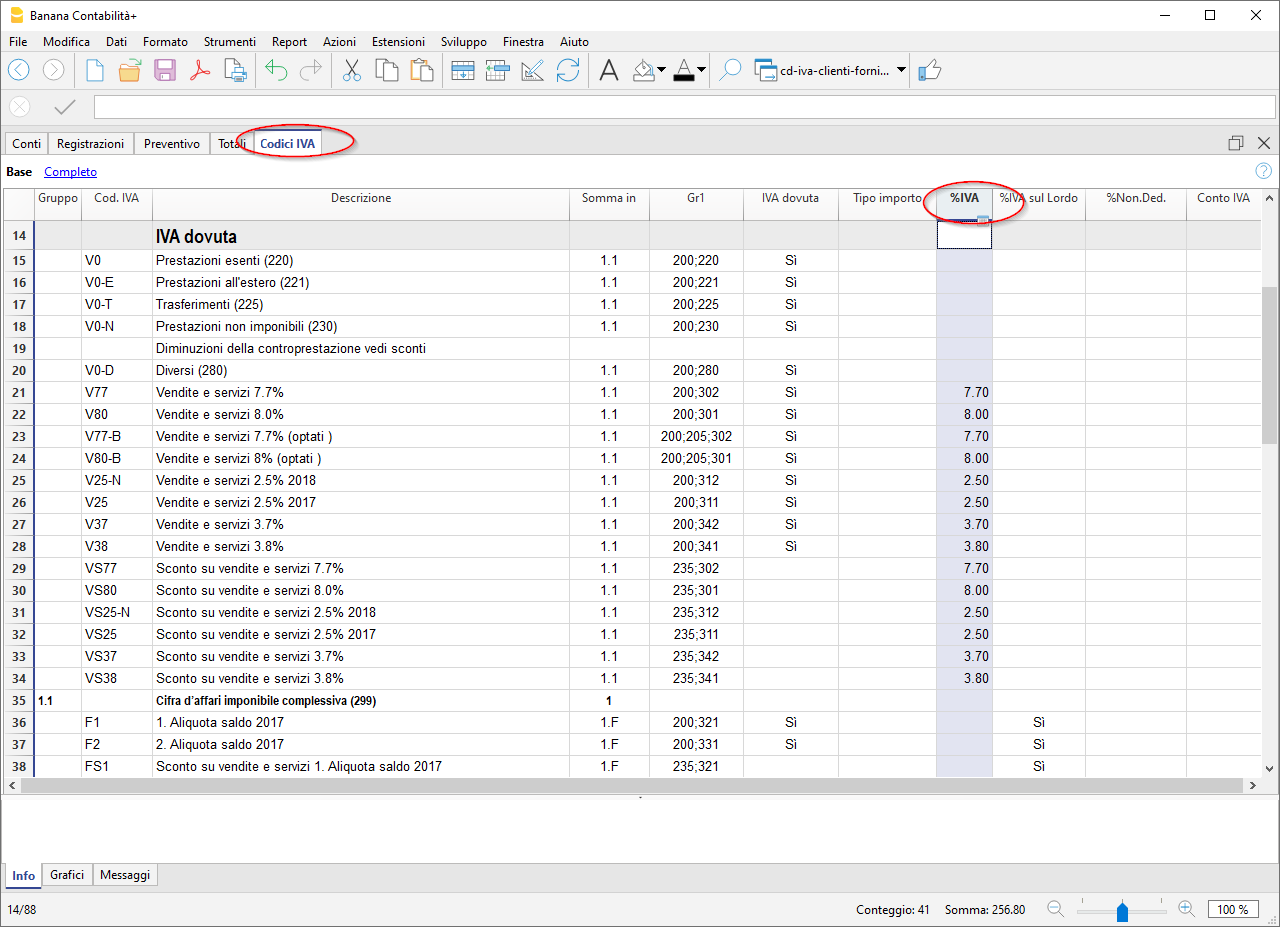 Banana Contabilità+
File Modifica Dati Formato Strumenti Report Azioni Estensioni Sviluppo Finestra Aiuto
cd-iva-clienti-forni...
Conti Registrazioni Preventivo Totali Codici IVA
Base Completo
Gruppo Cod. IVA Descrizione Somma in Gr1 IVA dovuta Tipo importo %IVA %IVA sul Lordo %Non.Ded. Conto IVA
14 IVA dovuta
15 V0 Prestazioni esenti (220) 1.1 200;220 Sì
16 V0-E Prestazioni all'estero (221) 1.1 200;221 Sì
17 V0-T Trasferimenti (225) 1.1 200;225 Sì
18 V0-N Prestazioni non imponibili (230) 1.1 200;230 Sì
19 Diminuzioni della controprestazione vedi sconti
20 V0-D Diversi (280) 1.1 200;280 Sì
21 V77 Vendite e servizi 7.7% 1.1 200;302 Sì 7.70
22 V80 Vendite e servizi 8.0% 1.1 200;301 Sì 8.00
23 V77-B Vendite e servizi 7.7% (optati ) 1.1 200;205;302 Sì 7.70
24 V80-B Vendite e servizi 8% (optati ) 1.1 200;205;301 Sì 8.00
25 V25-N Vendite e servizi 2.5% 2018 1.1 200;312 Sì 2.50
26 V25 Vendite e servizi 2.5% 2017 1.1 200;311 Sì 2.50
27 V37 Vendite e servizi 3.7% 1.1 200;342 Sì 3.70
28 V38 Vendite e servizi 3.8% 1.1 200;341 Sì 3.80
29 VS77 Sconto su vendite e servizi 7.7% 1.1 235;302 7.70
30 VS80 Sconto su vendite e servizi 8.0% 1.1 235;301 8.00
31 VS25-N Sconto su vendite e servizi 2.5% 2018 1.1 235;312 2.50
32 VS25 Sconto su vendite e servizi 2.5% 2017 1.1 235;311 2.50
33 VS37 Sconto su vendite e servizi 3.7% 1.1 235;342 3.70
34 VS38 Sconto su vendite e servizi 3.8% 1.1 235;341 3.80
35 1.1 Cifra d'affari imponibile complessiva (299) 1
36 F1 1. Aliquota saldo 2017 1.F 200;321 Sì Sì
37 F2 2. Aliquota saldo 2017 1.F 200;331 Sì Sì
38 FS1 Sconto su vendite e servizi 1. Aliquota saldo 2017 1.F 235;321 Sì
Info Grafici Messaggi
14/88 Conteggio: 41 Somma: 256.80 100 %